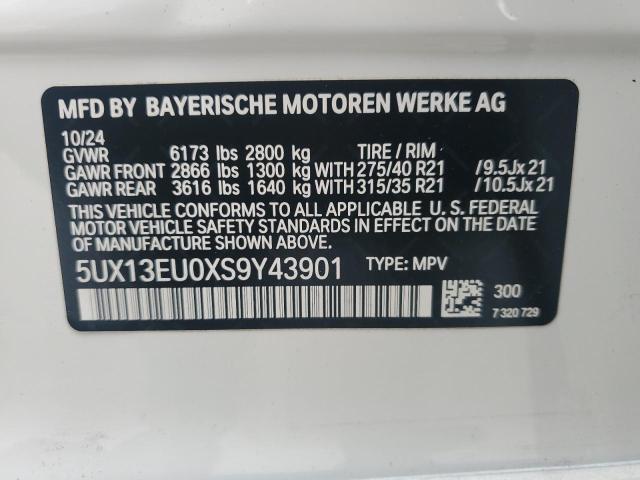 MFD BY BAYERISCHE MOTOREN WERKE AG
10/24
GVWR 6173 lbs 2800 kg TIRE / RIM
GAWR FRONT 2866 lbs 1300 kg WITH 275/40 R21 /9.5Jx21
GAWR REAR 3616 lbs 1640 kg WITH 315/35 R21 /10.5Jx21
THIS VEHICLE CONFORMS TO ALL APPLICABLE U. S. FEDERAL
MOTOR VEHICLE SAFETY STANDARDS IN EFFECT ON THE DATE
OF MANUFACTURE SHOWN ABOVE.
5UX13EU0XS9Y43901 TYPE: MPV
300
7 320 729